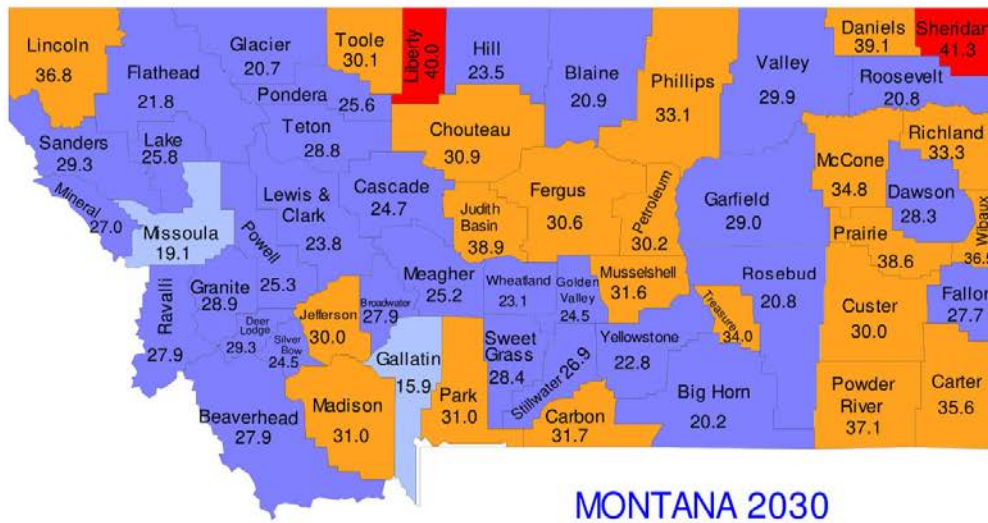 Lincoln
36.8
Flathead
21.8
Glacier
20.7
Toole
30.1
Liberty
40.0
Hill
23.5
Blaine
20.9
Phillips
33.1
Valley
29.9
Daniels
39.1
Sheridan
41.3
Roosevelt
20.8
Pondera
25.6
Teton
28.8
Chouteau
30.9
Richland
33.3
McCone
34.8
Dawson
28.3
Sanders
29.3
Lake
25.8
Mineral
27.0
Missoula
19.1
Lewis &
Clark
23.8
Powell
25.3
Cascade
24.7
Judith
Basin
38.9
Fergus
30.6
Petroleum
30.2
Garfield
29.0
Prairie
38.6
Wibaux
36.9
Ravalli
27.9
Granite
28.9
Deer
Lodge
29.3
Silver
Bow
24.5
Jefferson
30.0
Broadwater
27.9
Meagher
25.2
Wheatland
23.1
Golden
Valley
24.5
Musselshell
31.6
Rosebud
20.8
Treasure
34.0
Custer
30.0
Fallon
27.7
Gallatin
15.9
Sweet
Grass
28.4
Stillwater 26.9
Yellowstone
22.8
Big Horn
20.2
Beaverhead
27.9
Madison
31.0
Park
31.0
Carbon
31.7
Powder
River
37.1
Carter
35.6
MONTANA 2030